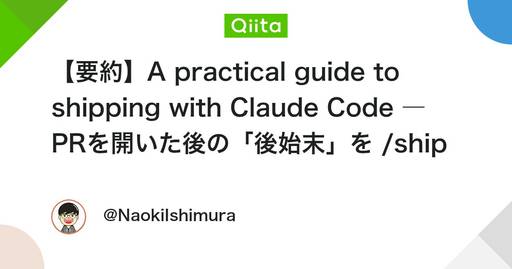 Qiita
【要約】A practical guide to
shipping with Claude Code ―
PRを開いた後の「後始末」を /ship
@NaokiIshimura